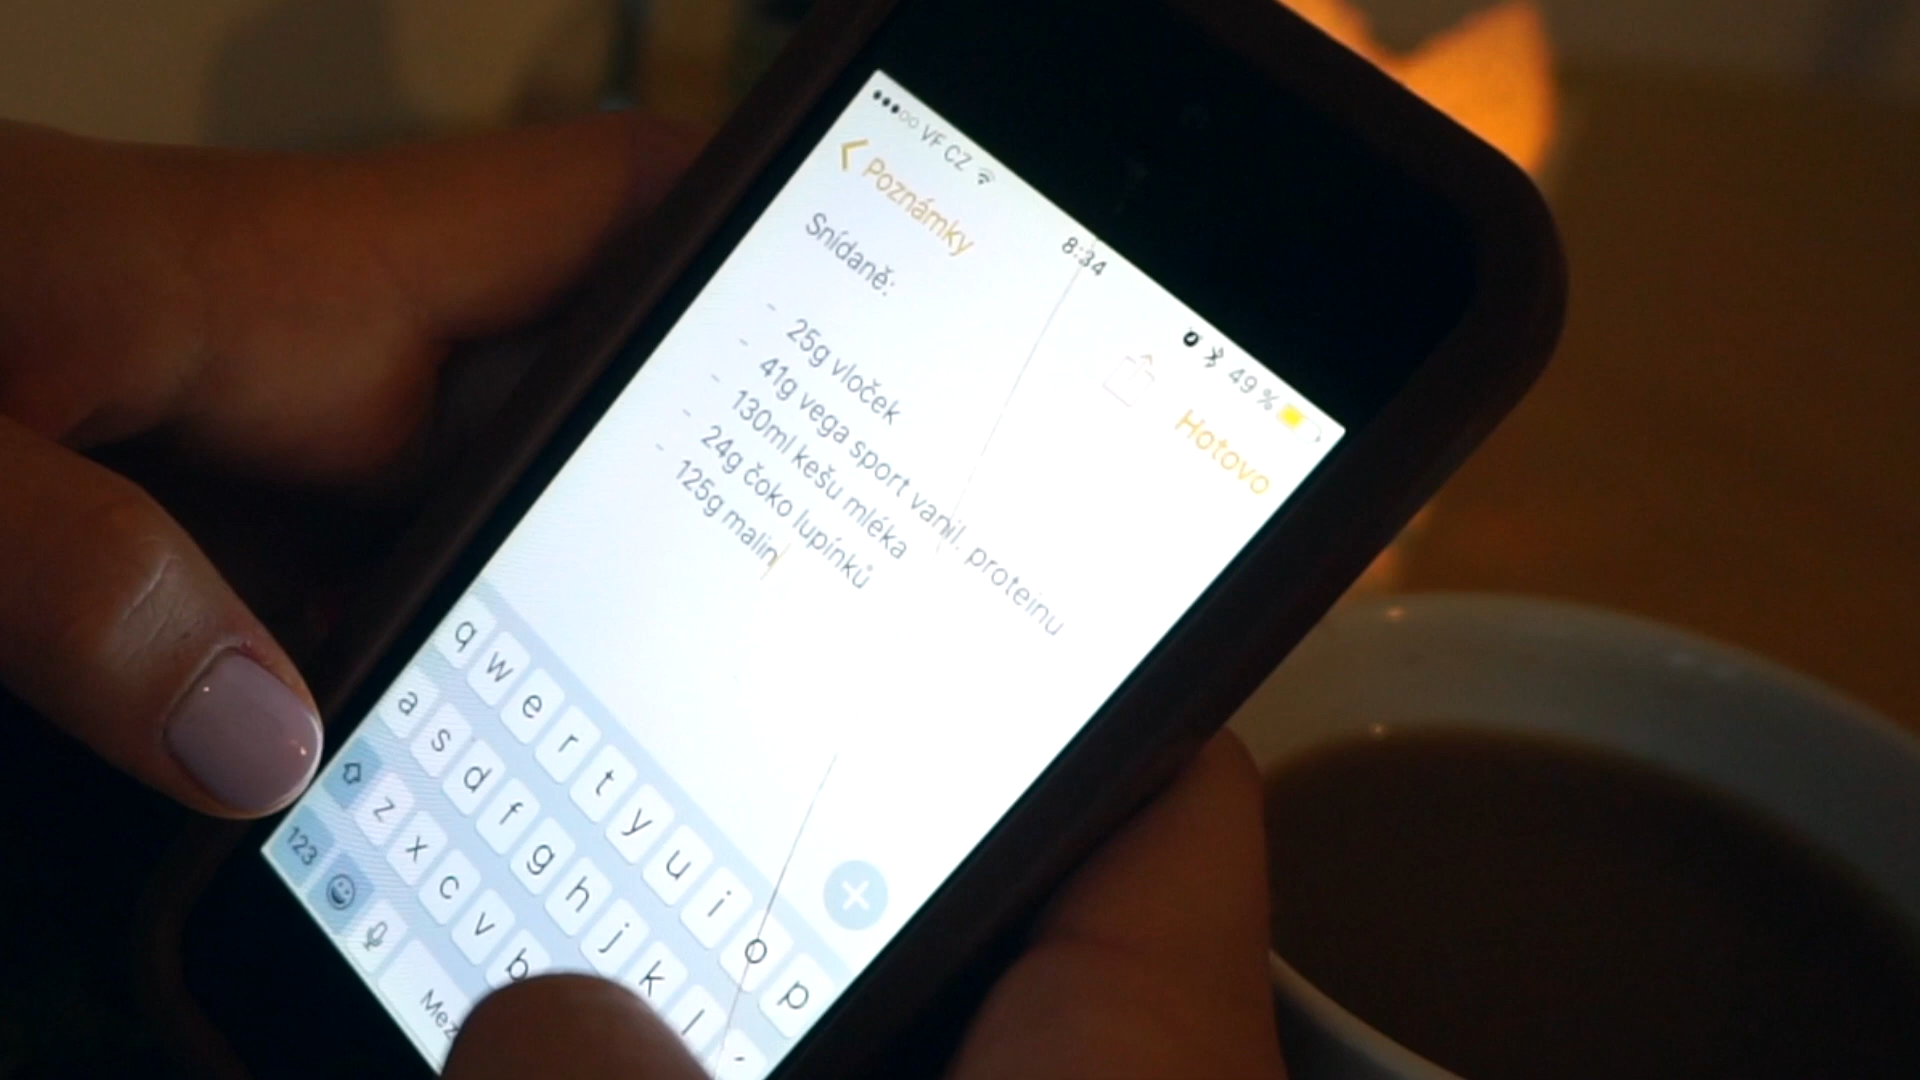 VF CZ 8:34 49 %
Poznámky Hotovo
Snídaně:
- 25g vloček
- 41g vega sport vanil. proteinu
- 130ml kešu mléka
- 24g čoko lupínků
- 125g malin
q w e r t y u i o p
a s d f g h j k l
z x c v b
123 Mez